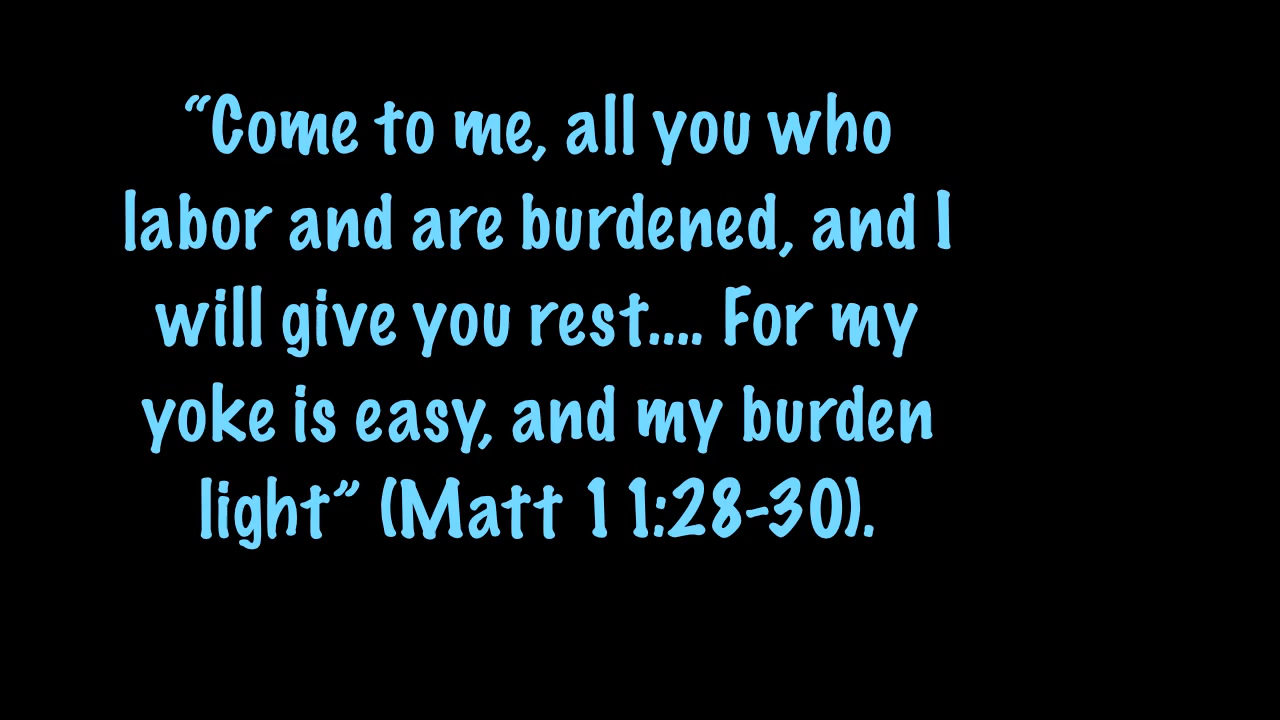 “Come to me, all you who
labor and are burdened, and I
will give you rest.... For my
yoke is easy, and my burden
light” (Matt 11:28-30).